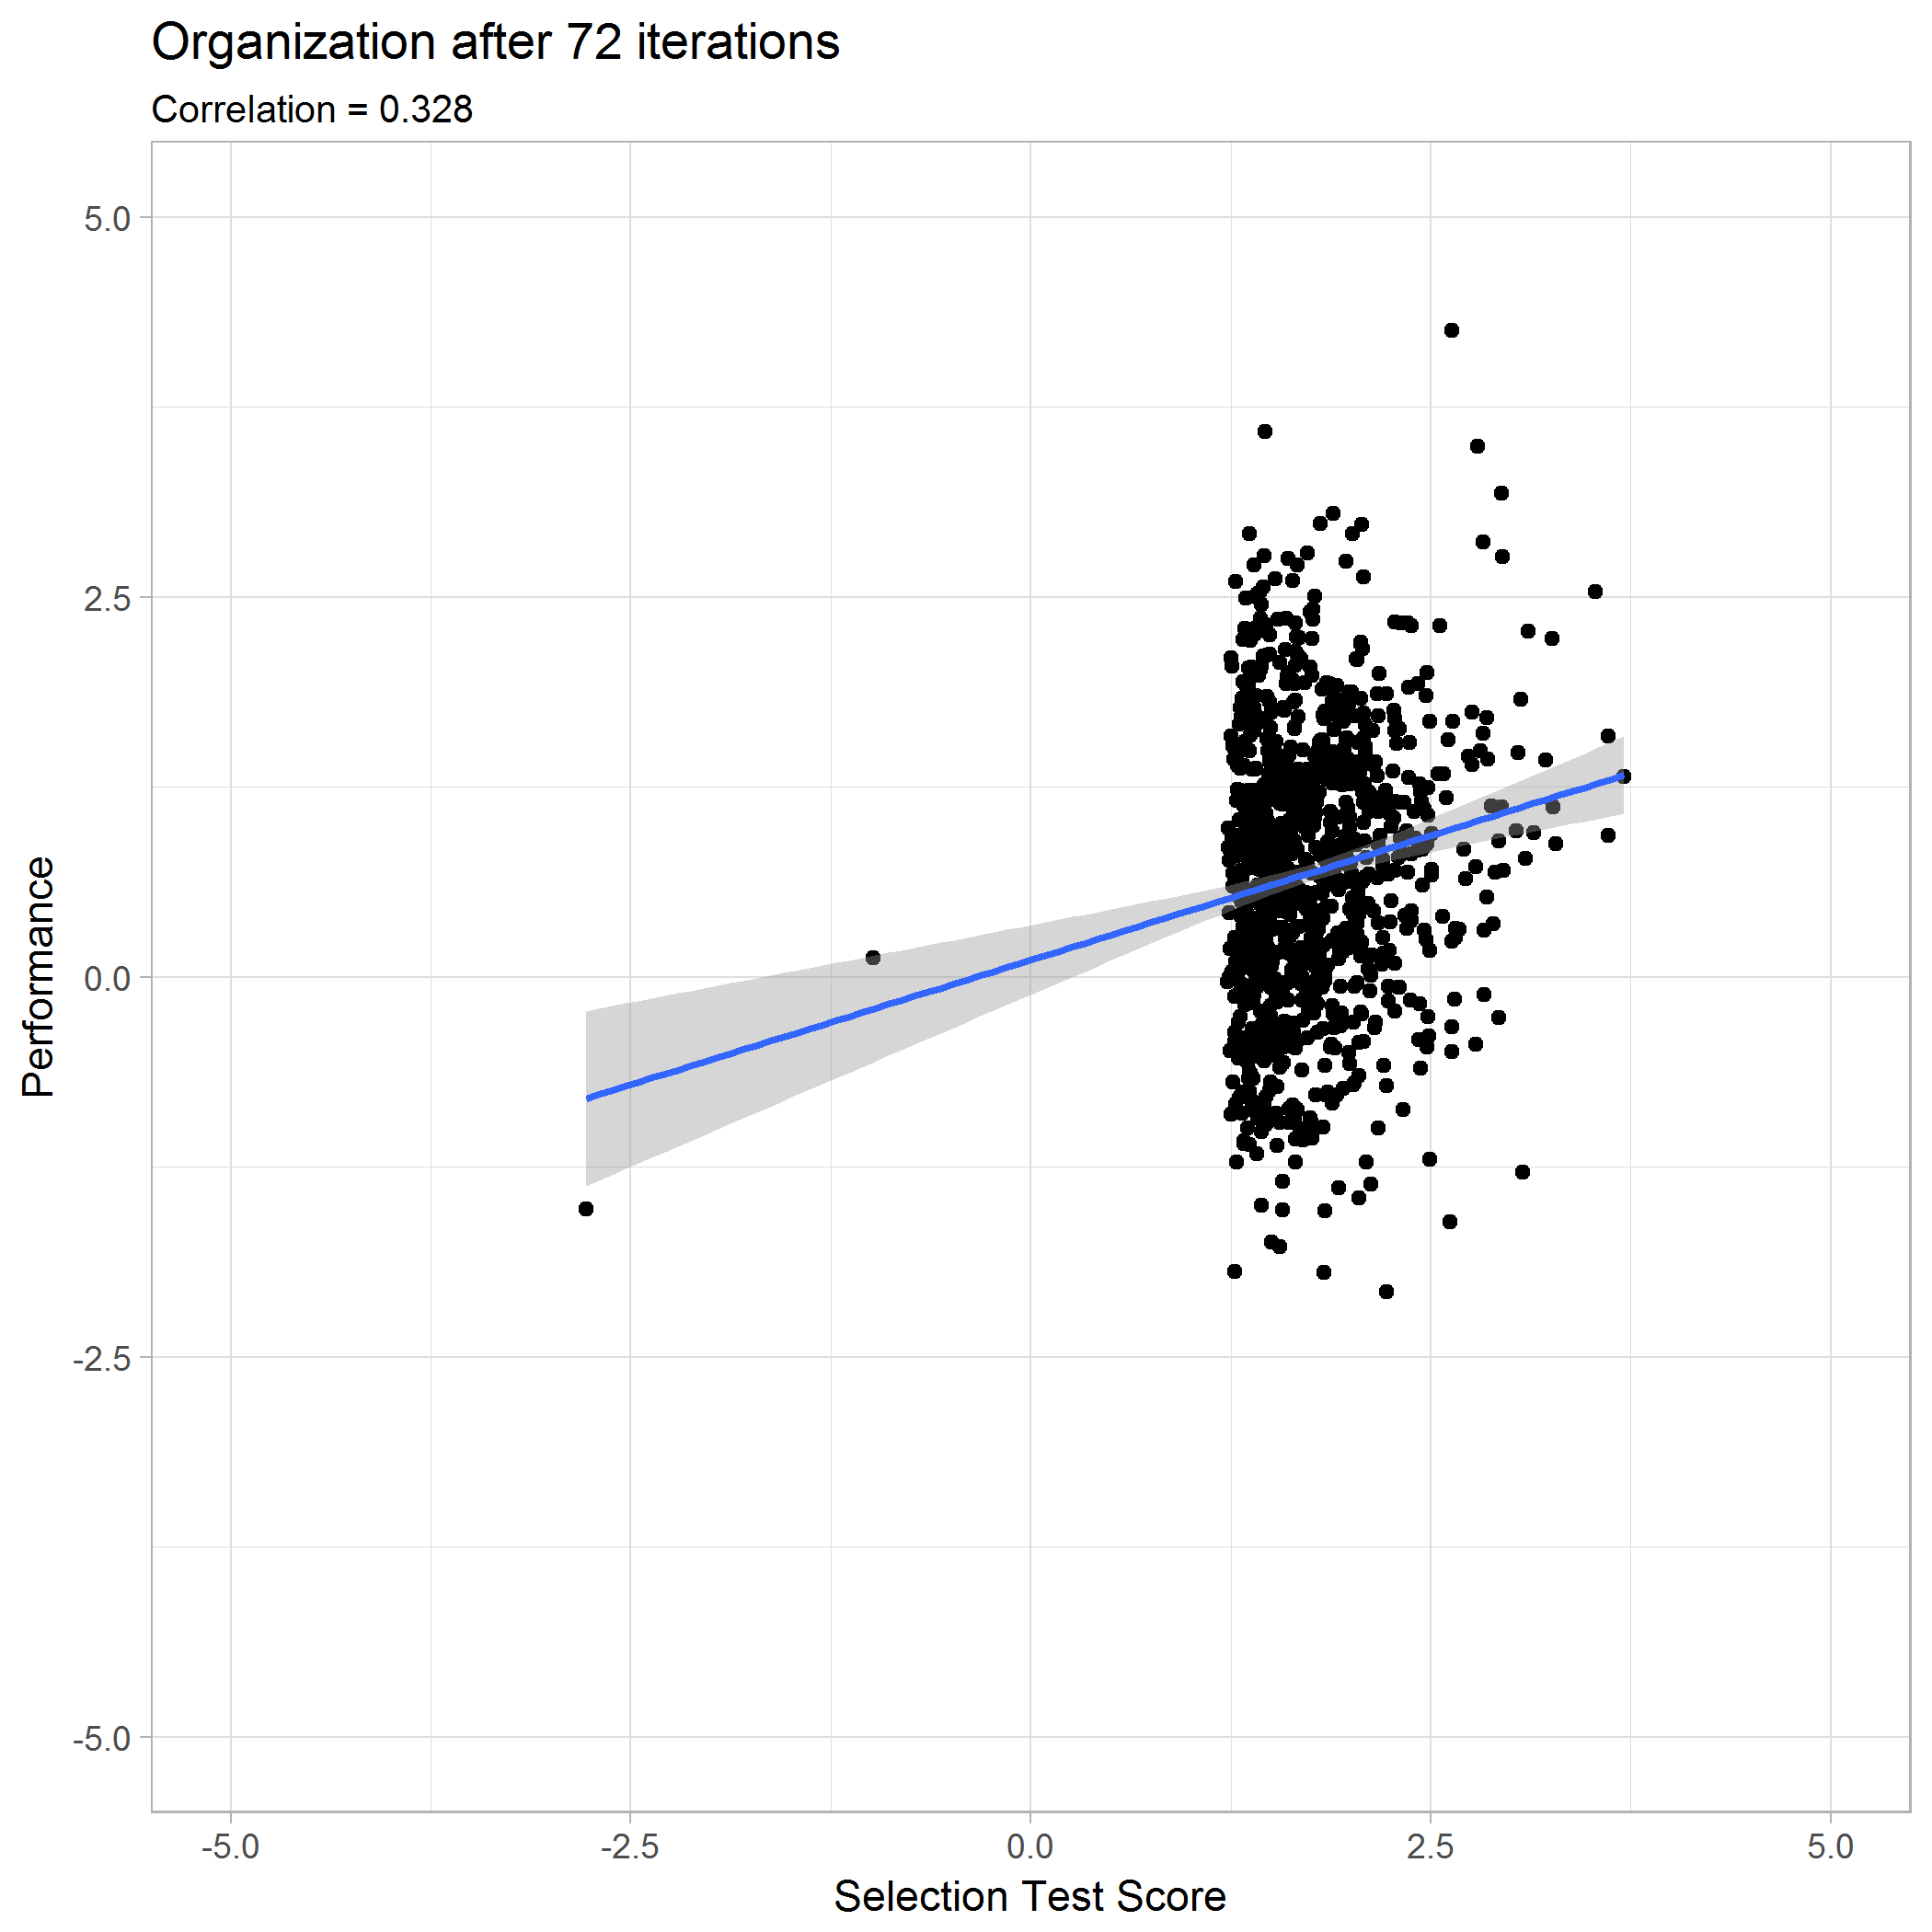 Organization after 72 iterations
Correlation = 0.328
5.0
2.5
0.0
-2.5
-5.0
Performance
-5.0 -2.5 0.0 2.5 5.0
Selection Test Score